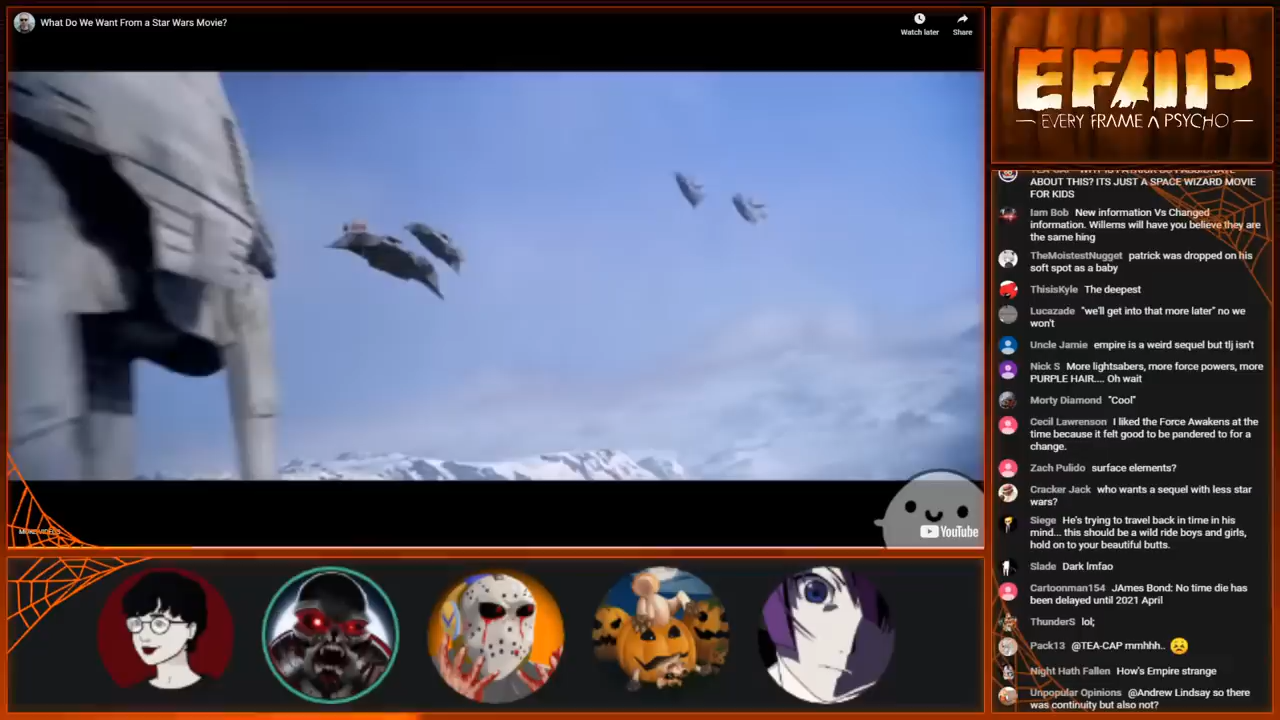 What Do We Want From a Star Wars Movie?
Watch later
Share
YouTube
EFAP
EVERY FRAME A PSYCHO
ABOUT THIS? ITS JUST A SPACE WIZARD MOVIE
FOR KIDS
Iam Bob New information Vs Changed
information. Willems will have you believe they are
the same hing
TheMoistestNugget patrick was dropped on his
soft spot as a baby
ThisisKyle The deepest
Lucazade "we'll get into that more later" no we
won't
Uncle Jamie empire is a weird sequel but tlj isn't
Nick S More lightsabers, more force powers, more
PURPLE HAIR.... Oh wait
Morty Diamond "Cool"
Cecil Lawrenson I liked the Force Awakens at the
time because it felt good to be pandered to for a
change.
Zach Pulido surface elements?
Cracker Jack who wants a sequel with less star
wars?
Siege He's trying to travel back in time in his
mind... this should be a wild ride boys and girls,
hold on to your beautiful butts.
Slade Dark lmfao
Cartoonman154 JAmes Bond: No time die has
been delayed until 2021 April
ThunderS lol;
Pack13 @TEA-CAP mmhhh.. 😣
Night Hath Fallen How's Empire strange
Unpopular Opinions @Andrew Lindsay so there
was continuity but also not?